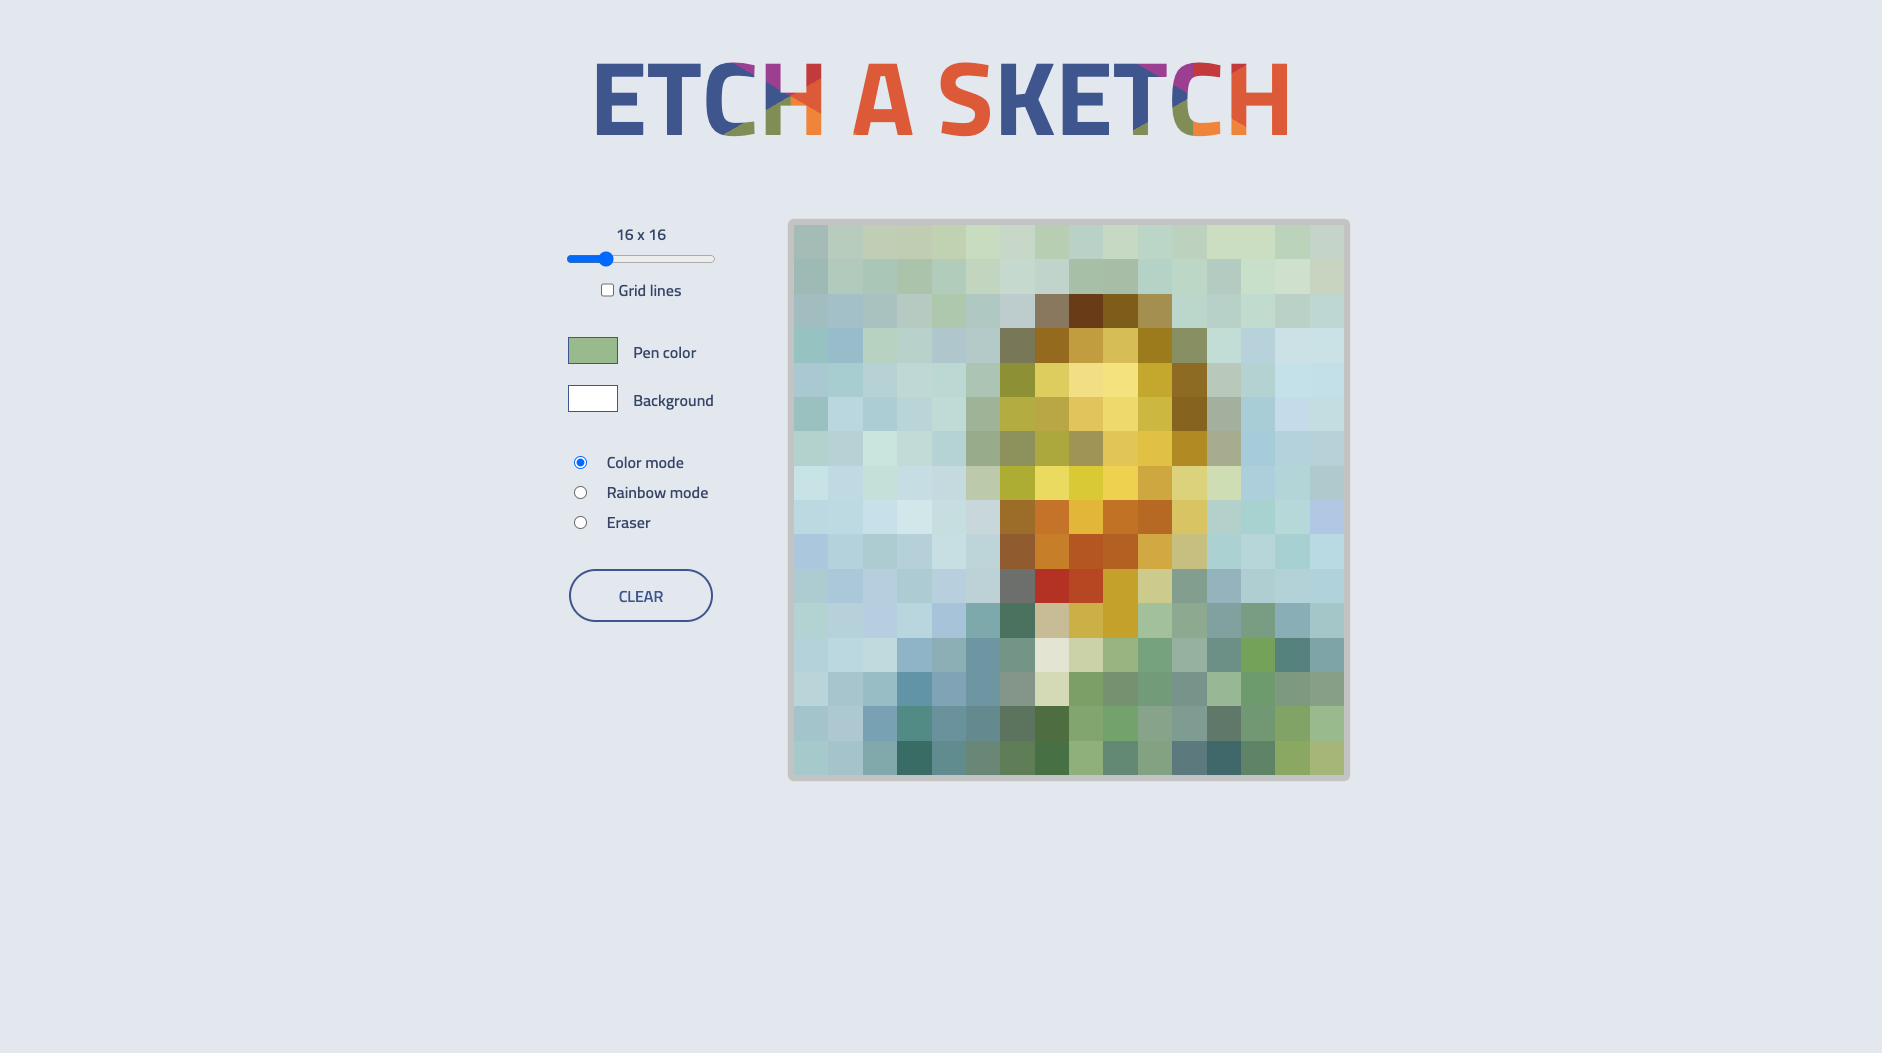 ETCH A SKETCH
16 x 16
Grid lines
Pen color
Background
Color mode
Rainbow mode
Eraser
CLEAR